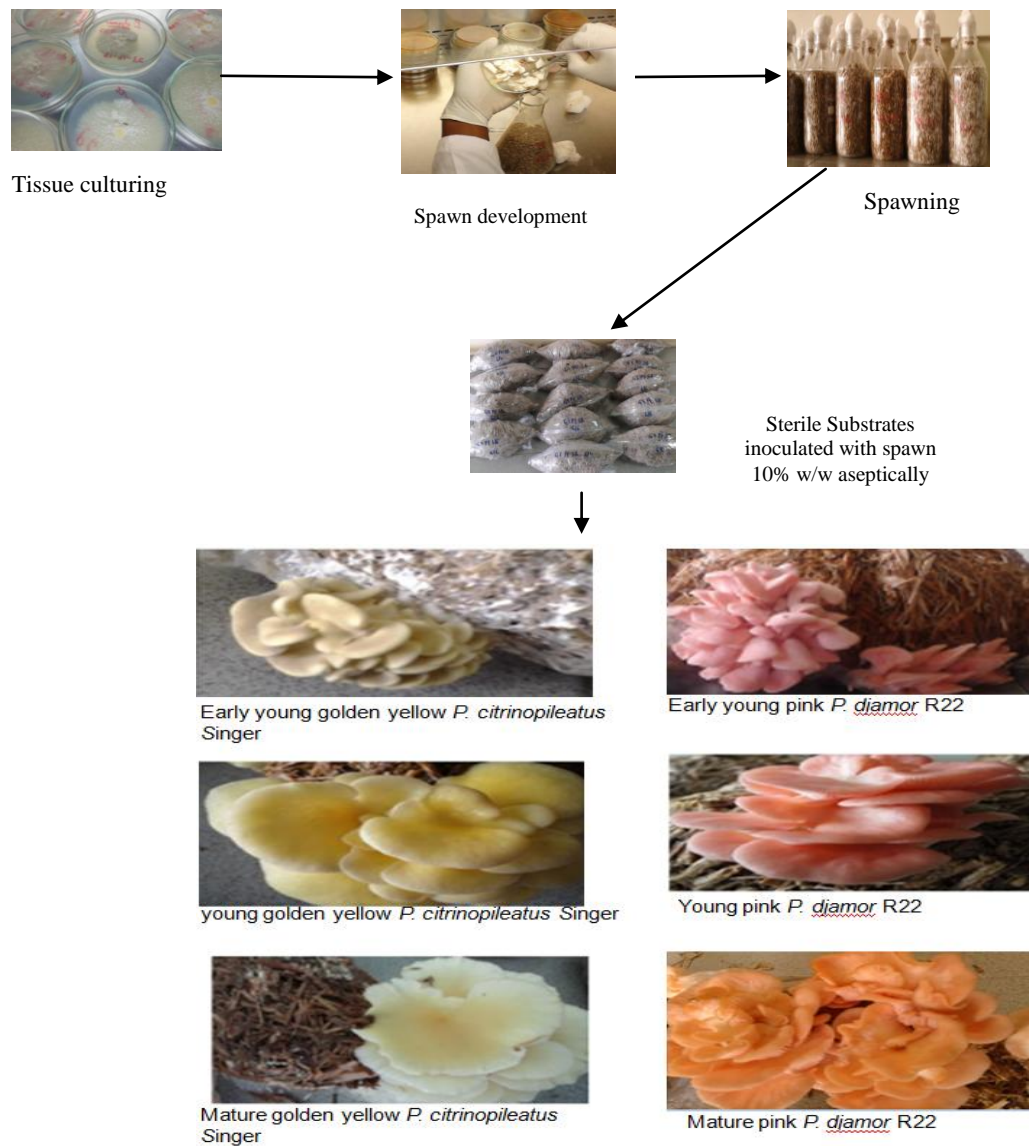 Tissue culturing
Spawn development
Spawning
Sterile Substrates
inoculated with spawn
10% w/w aseptically
Early young golden yellow P. citrinopileatus
Singer
Early young pink P. djamor R22
young golden yellow P. citrinopileatus Singer
Young pink P. djamor R22
Mature golden yellow P. citrinopileatus
Singer
Mature pink P. djamor R22